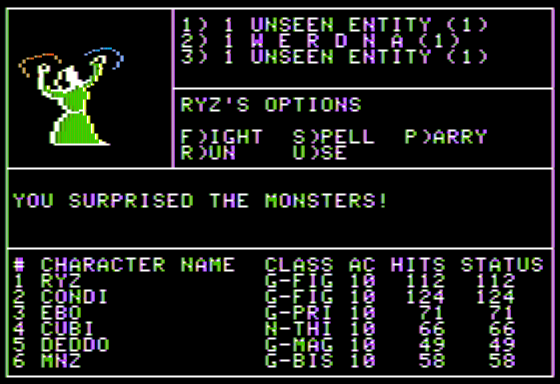 1) 1 UNSEEN ENTITY (1)
2) 1 W E R D N A (1)
3) 1 UNSEEN ENTITY (1)
RYZ'S OPTIONS
F)IGHT S)PELL P)ARRY
R)UN U)SE
YOU SURPRISED THE MONSTERS!
# CHARACTER NAME CLASS AC HITS STATUS
1 RYZ G-FIG 10 112 112
2 CONDI G-FIG 10 124 124
3 EBO G-PRI 10 71 71
4 CUBI N-THI 10 66 66
5 DEDDO G-MAG 10 49 49
6 MNZ G-BIS 10 58 58